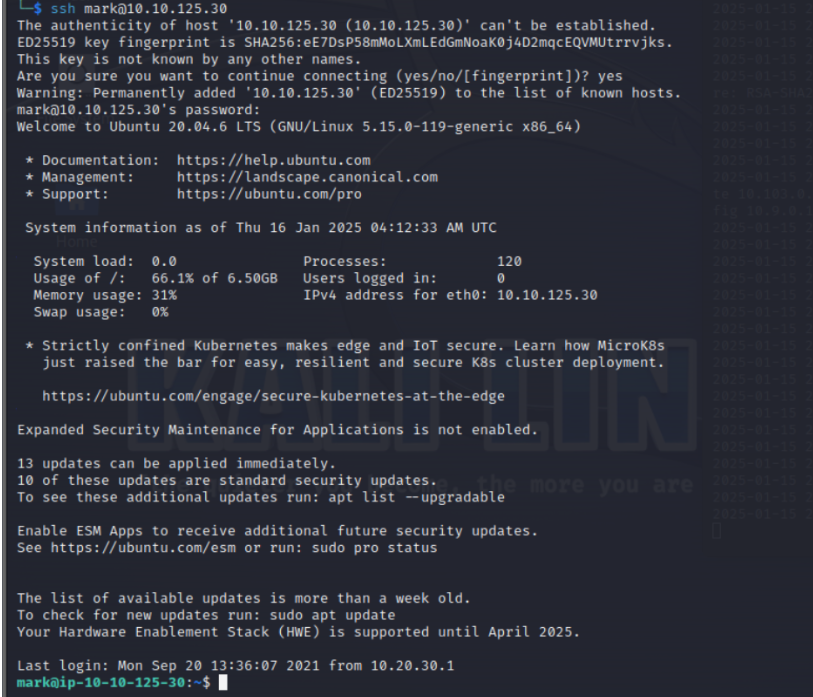 └─$ ssh mark@10.10.125.30
The authenticity of host '10.10.125.30 (10.10.125.30)' can't be established.
ED25519 key fingerprint is SHA256:eE7DsP58mMoLXmLEdGmNoaK0j4D2mqcEQVMUtrrvjks.
This key is not known by any other names.
Are you sure you want to continue connecting (yes/no/[fingerprint])? yes
Warning: Permanently added '10.10.125.30' (ED25519) to the list of known hosts.
mark@10.10.125.30's password:
Welcome to Ubuntu 20.04.6 LTS (GNU/Linux 5.15.0-119-generic x86_64)
* Documentation: https://help.ubuntu.com
* Management: https://landscape.canonical.com
* Support: https://ubuntu.com/pro
System information as of Thu 16 Jan 2025 04:12:33 AM UTC
System load: 0.0 Processes: 120
Usage of /: 66.1% of 6.50GB Users logged in: 0
Memory usage: 31% IPv4 address for eth0: 10.10.125.30
Swap usage: 0%
* Strictly confined Kubernetes makes edge and IoT secure. Learn how MicroK8s
just raised the bar for easy, resilient and secure K8s cluster deployment.
https://ubuntu.com/engage/secure-kubernetes-at-the-edge
Expanded Security Maintenance for Applications is not enabled.
13 updates can be applied immediately.
10 of these updates are standard security updates.
To see these additional updates run: apt list --upgradable
Enable ESM Apps to receive additional future security updates.
See https://ubuntu.com/esm or run: sudo pro status
The list of available updates is more than a week old.
To check for new updates run: sudo apt update
Your Hardware Enablement Stack (HWE) is supported until April 2025.
Last login: Mon Sep 20 13:36:07 2021 from 10.20.30.1
mark@ip-10-10-125-30:~$
Home
KALI LIN
the more you are